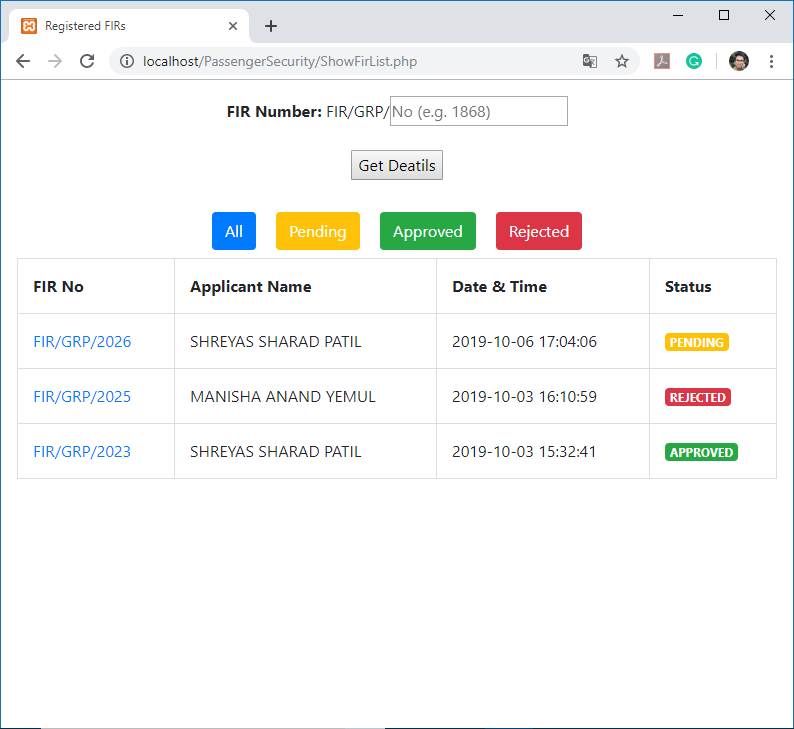 Registered FIRs
localhost/PassengerSecurity/ShowFirList.php
FIR Number: FIR/GRP/ No (e.g. 1868)
Get Deatils
All Pending Approved Rejected
FIR No Applicant Name Date & Time Status
FIR/GRP/2026 SHREYAS SHARAD PATIL 2019-10-06 17:04:06 PENDING
FIR/GRP/2025 MANISHA ANAND YEMUL 2019-10-03 16:10:59 REJECTED
FIR/GRP/2023 SHREYAS SHARAD PATIL 2019-10-03 15:32:41 APPROVED